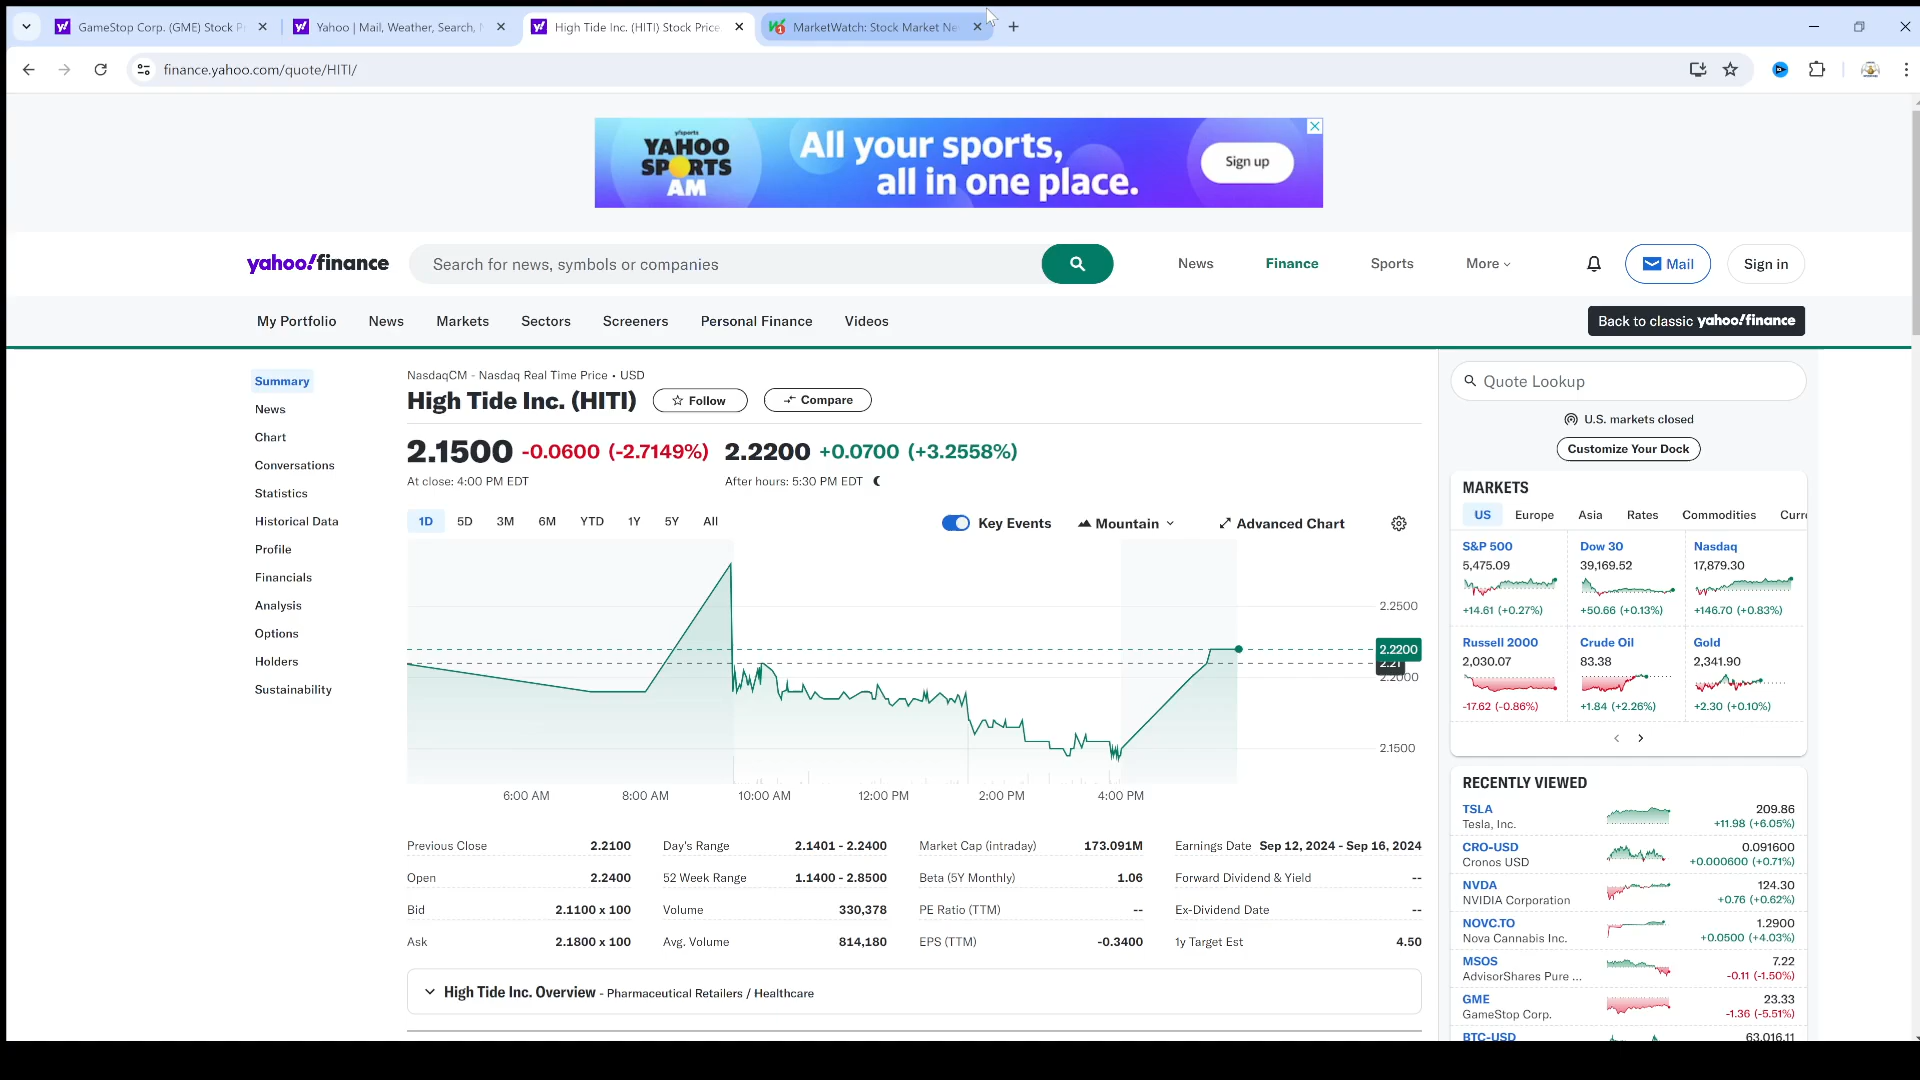 GameStop Corp. (GME) Stock P
Yahoo | Mail, Weather, Search,
High Tide Inc. (HITI) Stock Price
MarketWatch: Stock Market Ne
finance.yahoo.com/quote/HITI/
y/sports
YAHOO
SPORTS
AM
All your sports,
all in one place.
Sign up
yahoo!finance
Search for news, symbols or companies
News
Finance
Sports
More
Mail
Sign in
My Portfolio
News
Markets
Sectors
Screeners
Personal Finance
Videos
Back to classic yahoo!finance
Summary
News
Chart
Conversations
Statistics
Historical Data
Profile
Financials
Analysis
Options
Holders
Sustainability
NasdaqCM - Nasdaq Real Time Price • USD
High Tide Inc. (HITI)
Follow
Compare
2.1500 -0.0600 (-2.7149%)
At close: 4:00 PM EDT
2.2200 +0.0700 (+3.2558%)
After hours: 5:30 PM EDT
1D 5D 3M 6M YTD 1Y 5Y All
Key Events
Mountain
Advanced Chart
2.2500
2.2200
2.21
2.2000
2.1500
6:00 AM 8:00 AM 10:00 AM 12:00 PM 2:00 PM 4:00 PM
Previous Close 2.2100
Open 2.2400
Bid 2.1100 x 100
Ask 2.1800 x 100
Day's Range 2.1401 - 2.2400
52 Week Range 1.1400 - 2.8500
Volume 330,378
Avg. Volume 814,180
Market Cap (intraday) 173.091M
Beta (5Y Monthly) 1.06
PE Ratio (TTM) --
EPS (TTM) -0.3400
Earnings Date Sep 12, 2024 - Sep 16, 2024
Forward Dividend & Yield --
Ex-Dividend Date --
1y Target Est 4.50
High Tide Inc. Overview - Pharmaceutical Retailers / Healthcare
Quote Lookup
U.S. markets closed
Customize Your Dock
MARKETS
US Europe Asia Rates Commodities Curr
S&P 500
5,475.09
+14.61 (+0.27%)
Dow 30
39,169.52
+50.66 (+0.13%)
Nasdaq
17,879.30
+146.70 (+0.83%)
Russell 2000
2,030.07
-17.62 (-0.86%)
Crude Oil
83.38
+1.84 (+2.26%)
Gold
2,341.90
+2.30 (+0.10%)
RECENTLY VIEWED
TSLA 209.86
Tesla, Inc. +11.98 (+6.05%)
CRO-USD 0.091600
Cronos USD +0.000600 (+0.71%)
NVDA 124.30
NVIDIA Corporation +0.76 (+0.62%)
NOVC.TO 1.2900
Nova Cannabis Inc. +0.0500 (+4.03%)
MSOS 7.22
AdvisorShares Pure ... -0.11 (-1.50%)
GME 23.33
GameStop Corp. -1.36 (-5.51%)
BTC-USD 63,016.11